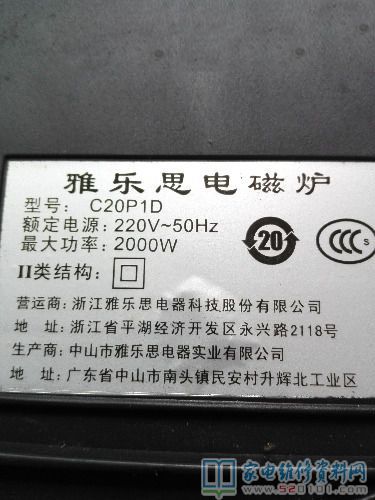 雅乐思电磁炉
型号: C20P1D
额定电源: 220V~50Hz
最大功率: 2000W
20
CCC
II类结构:
营运商: 浙江雅乐思电器科技股份有限公司
地 址: 浙江省平湖经济开发区永兴路2118号
生产商: 中山市雅乐思电器实业有限公司
地 址: 广东省中山市南头镇民安村升辉北工业区
家电维修资料网
www.520101.com